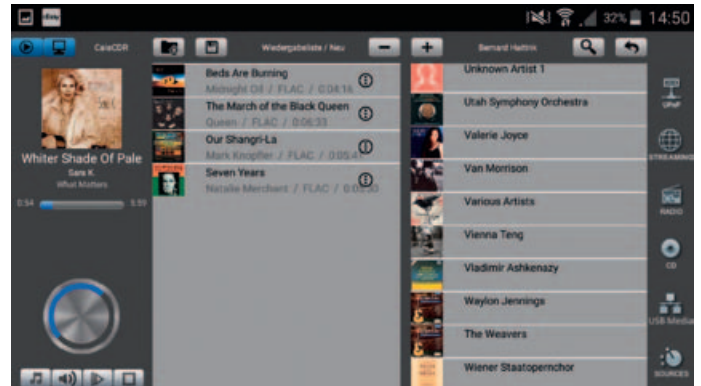 32% 14:50
CaraCDR
Wiedergabeliste / Neu
Bernard Hattink
Whiter Shade Of Pale
Sara K.
What Matters
0:54 5:59
Beds Are Burning
Midnight Oil / FLAC / 0:04:16
The March of the Black Queen
Queen / FLAC / 0:06:33
Our Shangri-La
Mark Knopfler / FLAC / 0:05:41
Seven Years
Natalie Merchant / FLAC /
Unknown Artist 1
Utah Symphony Orchestra
Valerie Joyce
Van Morrison
Various Artists
Vienna Teng
Vladimir Ashkenazy
Waylon Jennings
The Weavers
Wiener Staatopernchor
UPnP
STREAMING
RADIO
CD
USB Media
SOURCES